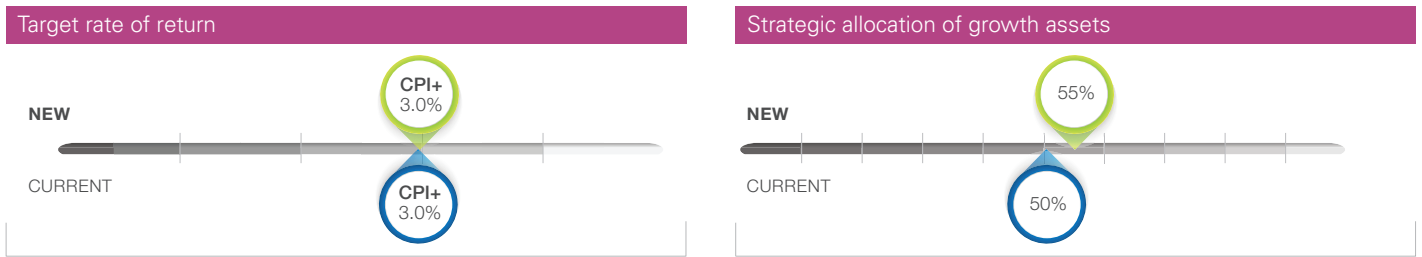 Target rate of return
CPI+
3.0%
NEW
CURRENT
CPI+
3.0%
Strategic allocation of growth assets
55%
NEW
CURRENT
50%